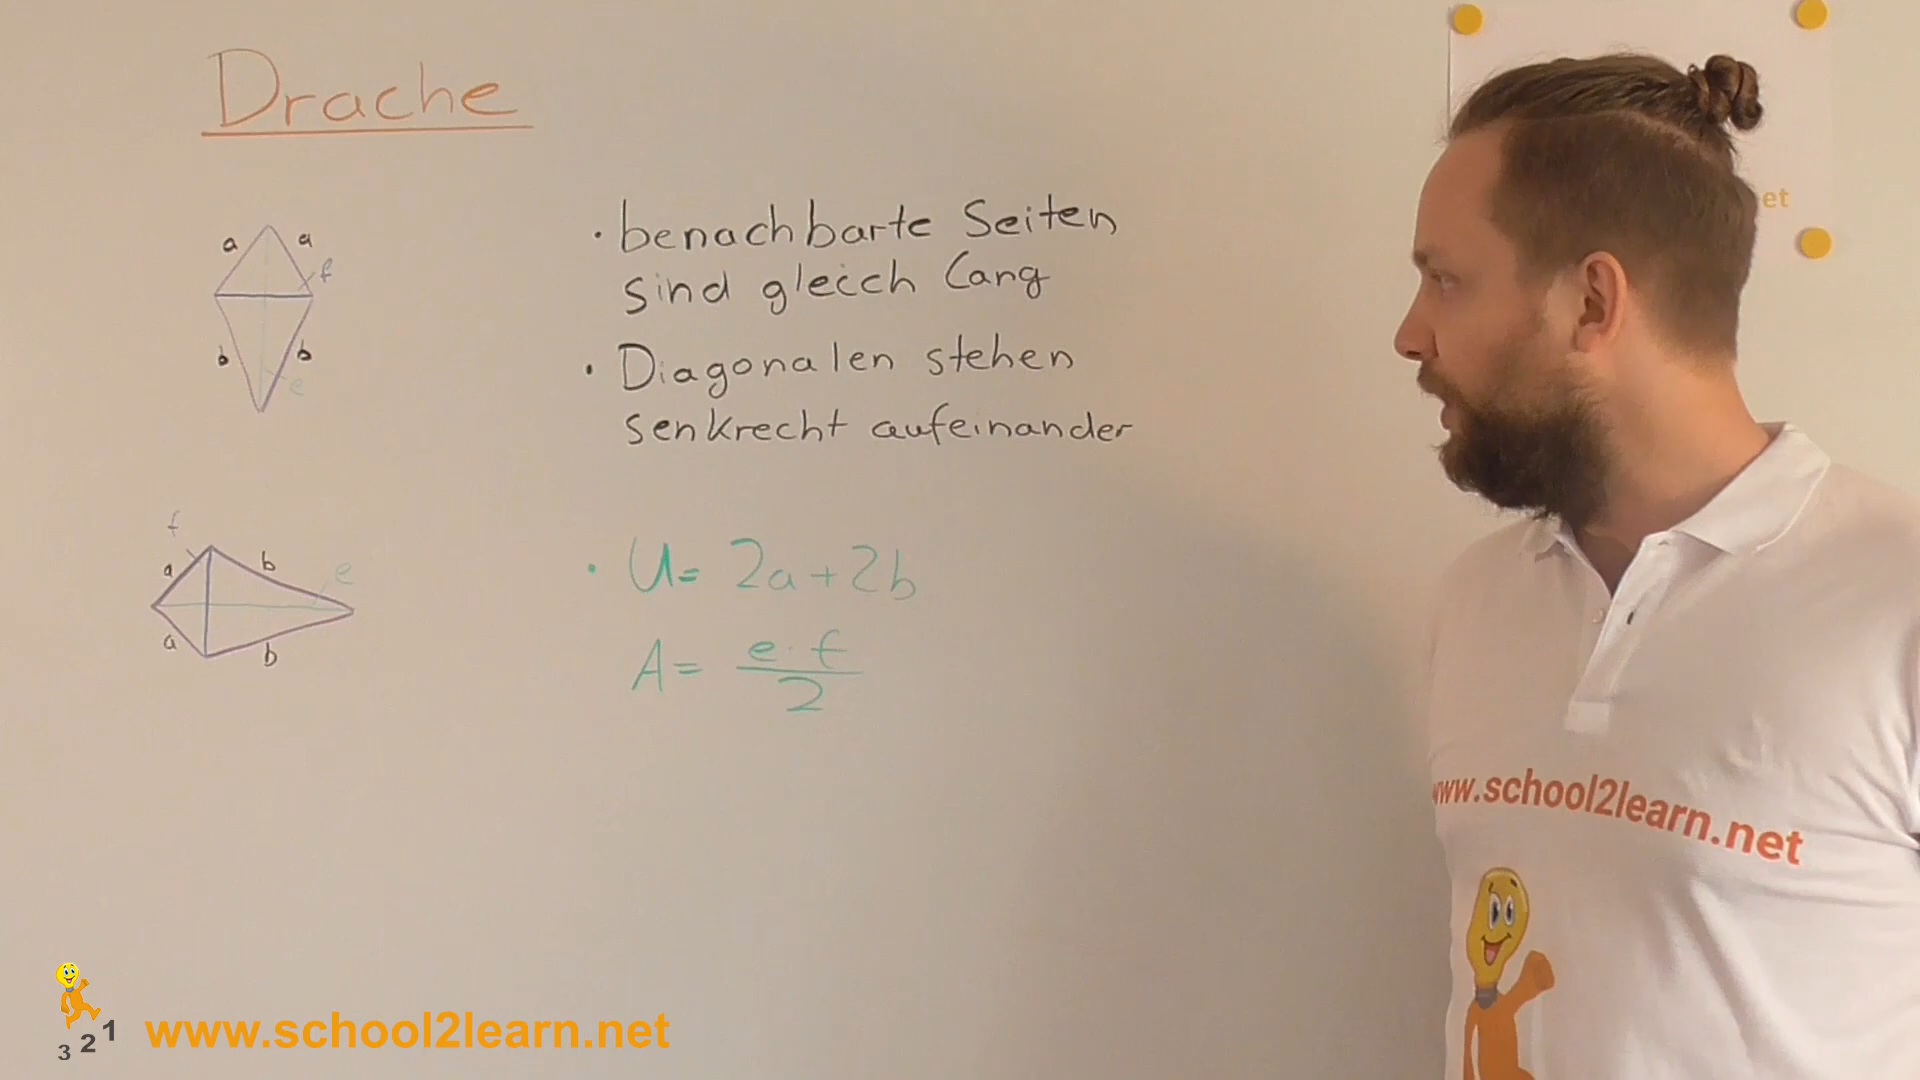 Drache
a a
f
b b
e
• benachbarte Seiten
sind gleich lang
• Diagonalen stehen
senkrecht aufeinander
f
a b e
a b
• U = 2a + 2b
A = e · f
2
et
www.school2learn.net
3 2 1 www.school2learn.net